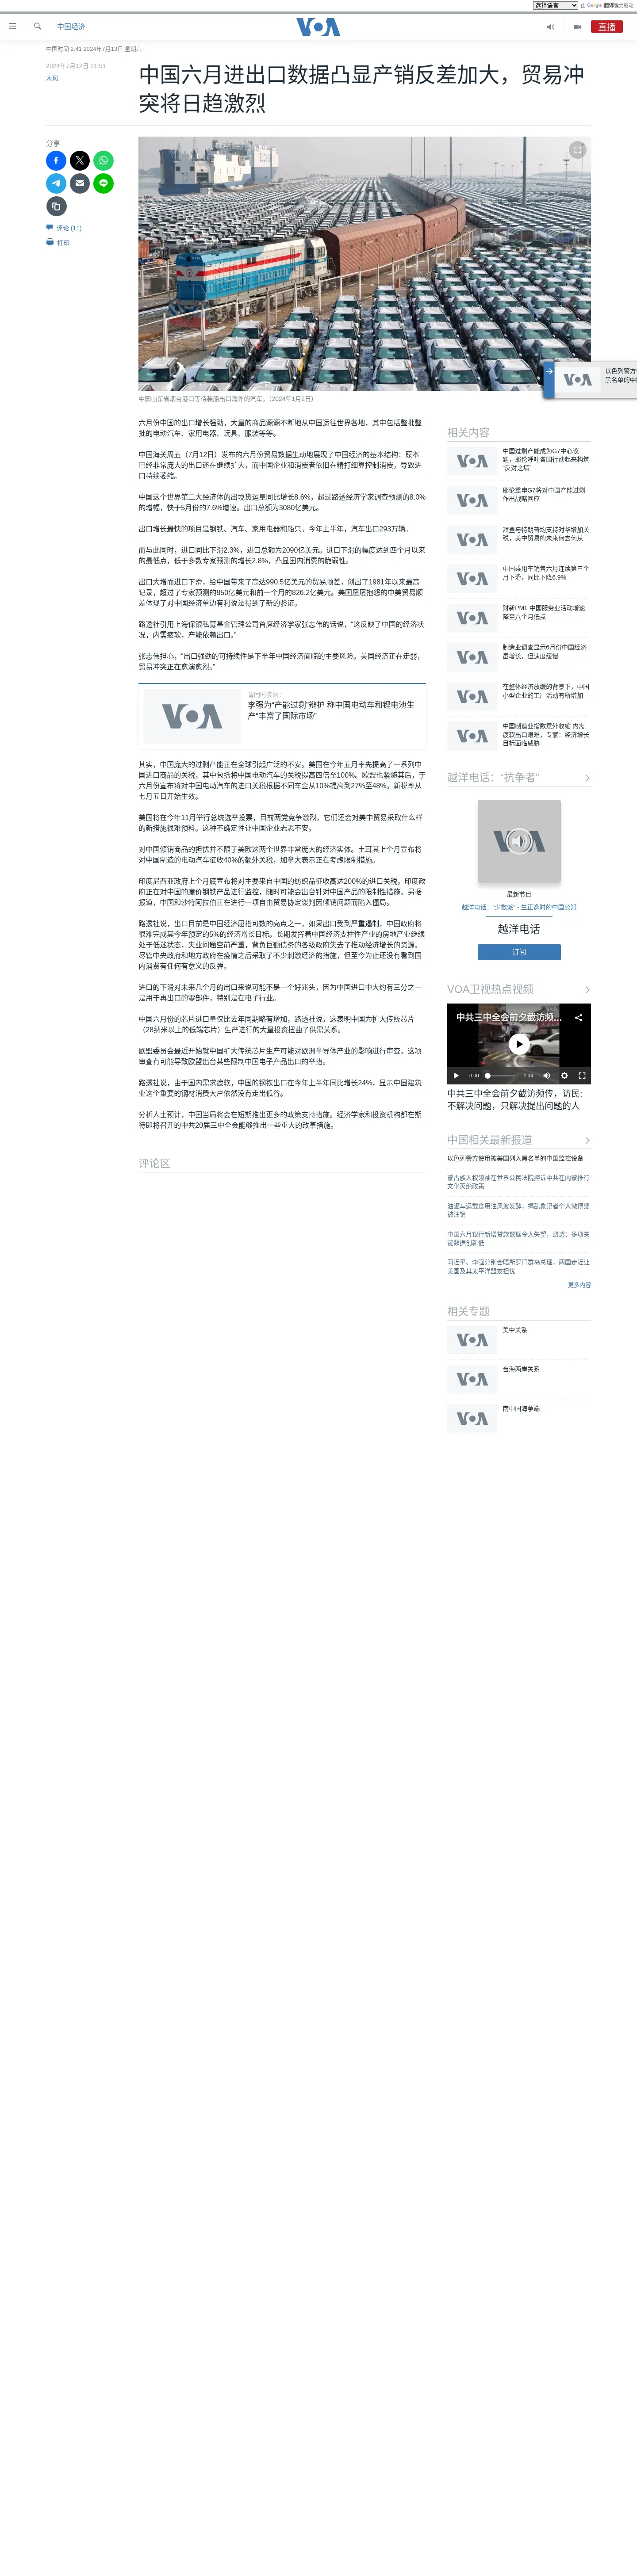 选择语言 由 Google 翻译强力驱动
中国经济
VOA
直播
中国时间 2:41 2024年7月13日 星期六
2024年7月12日 21:51
木风
中国六月进出口数据凸显产销反差加大，贸易冲
突将日趋激烈
分享
评论 (11)
打印
中国山东省烟台港口等待装船出口海外的汽车。（2024年1月2日）
以色列警方
黑名单的中
六月份中国的出口增长强劲，大量的商品源源不断地从中国运往世界各地，其中包括整批整
批的电动汽车、家用电器、玩具、服装等等。
中国海关周五（7月12日）发布的六月份贸易数据生动地展现了中国经济的基本结构：原本
已经非常庞大的出口还在继续扩大，而中国企业和消费者依旧在精打细算控制消费，导致进
口持续萎缩。
中国这个世界第二大经济体的出境货运量同比增长8.6%，超过路透经济学家调查预测的8.0%
的增幅，快于5月份的7.6%增速。出口总额为3080亿美元。
出口增长最快的项目是钢铁、汽车、家用电器和船只。今年上半年，汽车出口293万辆。
而与此同时，进口同比下滑2.3%，进口总额为2090亿美元。进口下滑的幅度达到四个月以来
的最低点，低于多数专家预测的增长2.8%，凸显国内消费的脆弱性。
出口大增而进口下滑，给中国带来了高达990.5亿美元的贸易顺差，创出了1981年以来最高
记录，超过了专家预测的850亿美元和前一个月的826.2亿美元。美国屡屡抱怨的中美贸易顺
差体现了对中国经济单边有利说法得到了新的验证。
路透社引用上海保银私募基金管理公司首席经济学家张志伟的话说，“这反映了中国的经济状
况，内需疲软，产能依赖出口。”
张志伟担心，“出口强劲的可持续性是下半年中国经济面临的主要风险。美国经济正在走弱，
贸易冲突正在愈演愈烈。”
请同时参阅：
李强为“产能过剩”辩护 称中国电动车和锂电池生
产“丰富了国际市场”
其实，中国庞大的过剩产能正在全球引起广泛的不安。美国在今年五月率先提高了一系列中
国进口商品的关税，其中包括将中国电动汽车的关税提高四倍至100%。欧盟也紧随其后，于
六月份宣布将对中国电动汽车的进口关税根据不同车企从10%提高到27%至48%。新税率从
七月五日开始生效。
美国将在今年11月举行总统选举投票，目前两党竞争激烈，它们还会对美中贸易采取什么样
的新措施很难预料。这种不确定性让中国企业忐忑不安。
对中国倾销商品的担忧并不限于美欧这两个世界非常庞大的经济实体。土耳其上个月宣布将
对中国制造的电动汽车征收40%的额外关税，加拿大表示正在考虑限制措施。
印度尼西亚政府上个月底宣布将对主要来自中国的纺织品征收高达200%的进口关税。印度政
府正在对中国的廉价钢铁产品进行监控，随时可能会出台针对中国产品的限制性措施。另据
报道，中国和沙特阿拉伯正在进行一项自由贸易协定谈判因倾销问题而陷入僵局。
路透社说，出口目前是中国经济屈指可数的亮点之一，如果出口受到严重遏制，中国政府将
很难完成其今年预定的5%的经济增长目标。长期发挥着中国经济支柱性产业的房地产业继续
处于低迷状态，失业问题空前严重，背负巨额债务的各级政府失去了推动经济增长的资源。
尽管中央政府和地方政府在疫情之后采取了不少刺激经济的措施，但至今为止还没有看到国
内消费有任何有意义的反弹。
进口的下滑对未来几个月的出口来说可能不是一个好兆头，因为中国进口中大约有三分之一
是用于再出口的零部件，特别是在电子行业。
中国六月份的芯片进口量仅比去年同期略有增加，路透社说，这表明中国为扩大传统芯片
（28纳米以上的低端芯片）生产进行的大量投资扭曲了供需关系。
欧盟委员会最近开始就中国扩大传统芯片生产可能对欧洲半导体产业的影响进行审查。这项
审查有可能导致欧盟出台某些限制中国电子产品出口的举措。
路透社说，由于国内需求疲软，中国的钢铁出口在今年上半年同比增长24%，显示中国建筑
业这个重要的钢材消费大户依然没有走出低谷。
分析人士预计，中国当局将会在短期推出更多的政策支持措施。经济学家和投资机构都在期
待即将召开的中共20届三中全会能够推出一些重大的改革措施。
评论区
相关内容
中国过剩产能成为G7中心议
题，耶伦呼吁各国行动起来构筑
“反对之墙”
耶伦重申G7将对中国产能过剩
作出战略回应
拜登与特朗普均支持对华增加关
税，美中贸易的未来何去何从
中国乘用车销售六月连续第三个
月下滑，同比下降6.9%
财新PMI: 中国服务业活动增速
降至八个月低点
制造业调查显示6月份中国经济
虽增长，但速度缓慢
在整体经济放缓的背景下，中国
小型企业的工厂活动有所增加
中国制造业指数意外收缩 内需
疲软出口艰难，专家：经济增长
目标面临威胁
越洋电话：“抗争者”
最新节目
越洋电话：“少数派” - 生正逢时的中国公知
越洋电话
订阅
VOA卫视热点视频
中共三中全会前夕截访频...
0:00 1:34
中共三中全会前夕截访频传，访民:
不解决问题，只解决提出问题的人
中国相关最新报道
以色列警方使用被美国列入黑名单的中国监控设备
蒙古族人权领袖在世界公民法院控诉中共在内蒙推行
文化灭绝政策
油罐车运载食用油风波发酵，揭乱象记者个人微博疑
被注销
中国六月银行新增贷款数据令人失望，路透：多项关
键数据创新低
习近平、李强分别会晤所罗门群岛总理，两国走近让
美国及其太平洋盟友担忧
更多内容
相关专题
美中关系
台海两岸关系
南中国海争端